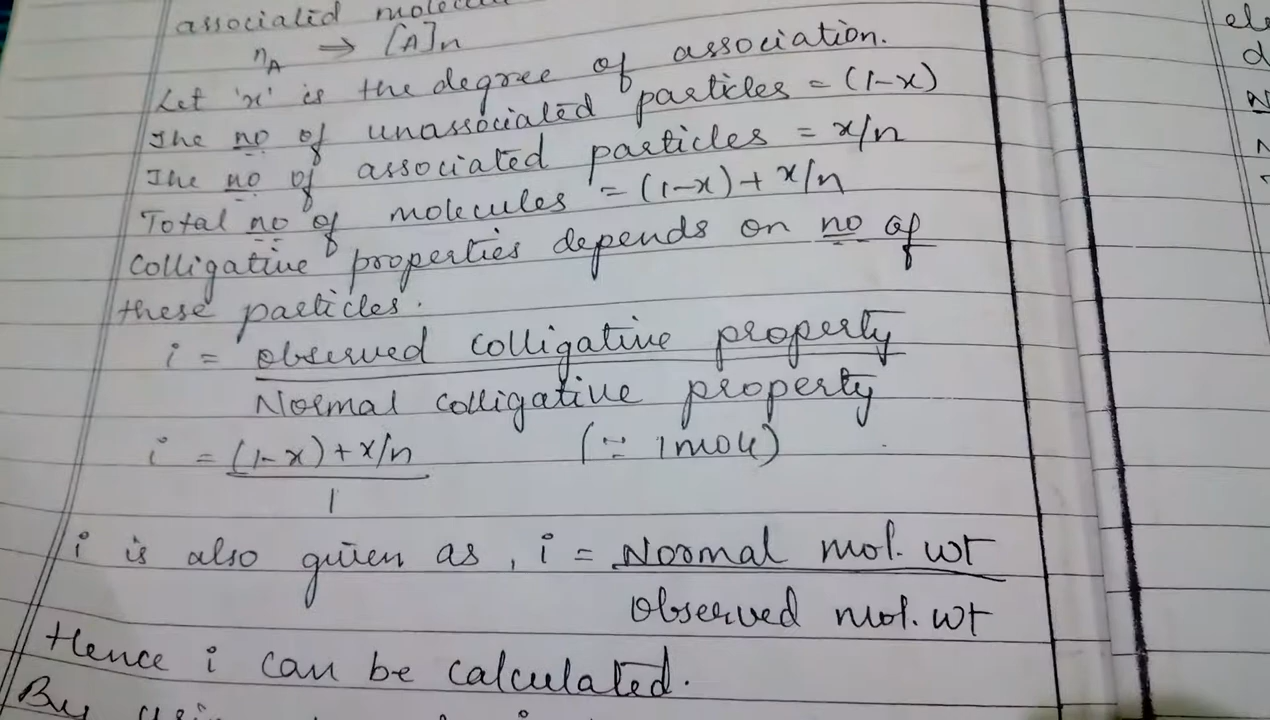 associated
nA → [A]n
Let 'x' is the degree of association.
The no of unassociated particles = (1-x)
The no of associated particles = x/n
Total no of molecules = (1-x) + x/n
colligative properties depends on no of
these particles.
i = observed colligative property
Normal colligative property
i = (1-x) + x/n
1
i is also given as, i = Normal mol. wt
observed mol. wt
Hence i can be calculated.
By